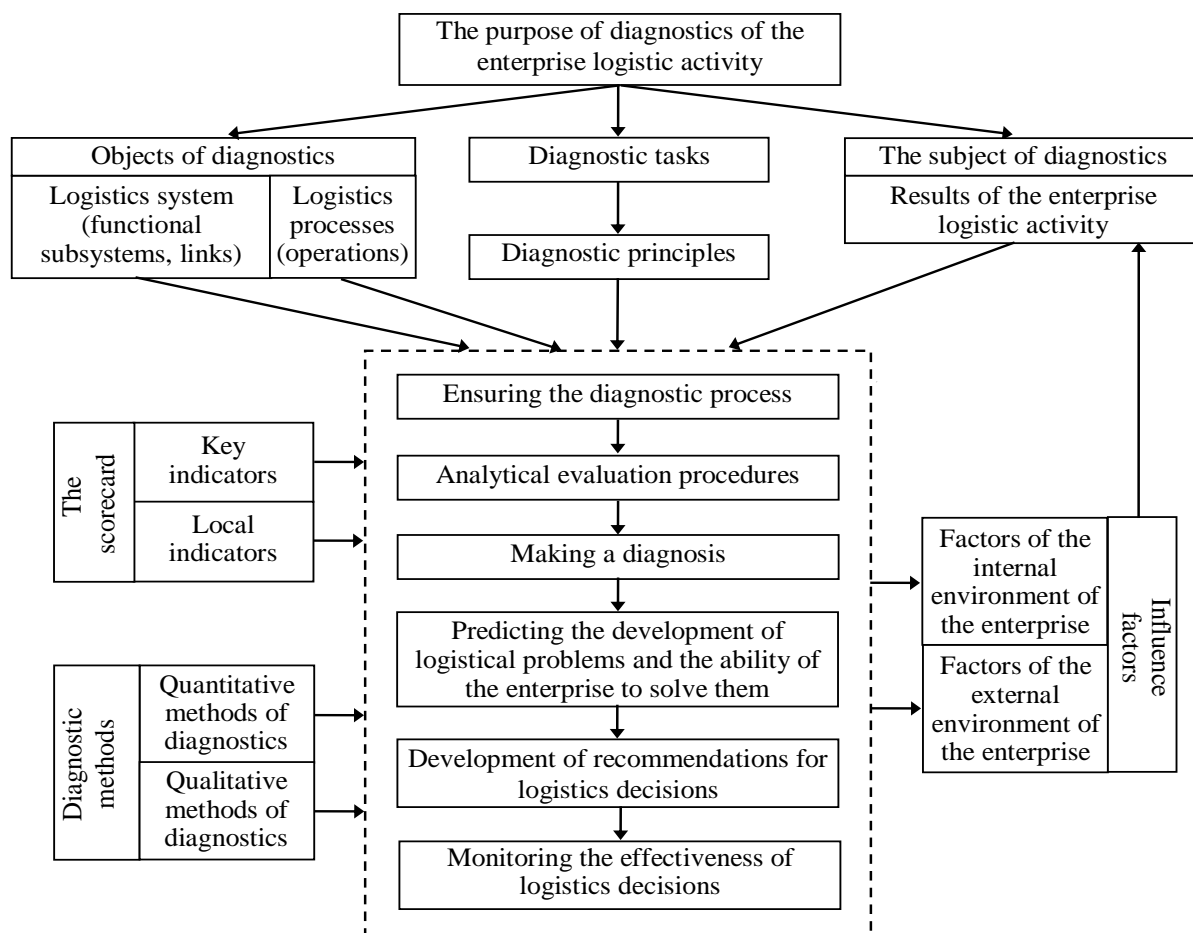 The purpose of diagnostics of the
enterprise logistic activity
Objects of diagnostics
Logistics system
(functional
subsystems, links)
Logistics
processes
(operations)
Diagnostic tasks
Diagnostic principles
The subject of diagnostics
Results of the enterprise
logistic activity
Ensuring the diagnostic process
Analytical evaluation procedures
Making a diagnosis
Predicting the development of
logistical problems and the ability of
the enterprise to solve them
Development of recommendations for
logistics decisions
Monitoring the effectiveness of
logistics decisions
The
scorecard
Key
indicators
Local
indicators
Diagnostic
methods
Quantitative
methods of
diagnostics
Qualitative
methods of
diagnostics
Factors of the
internal
environment of
the enterprise
Factors of the
external
environment of
the enterprise
Influence
factors